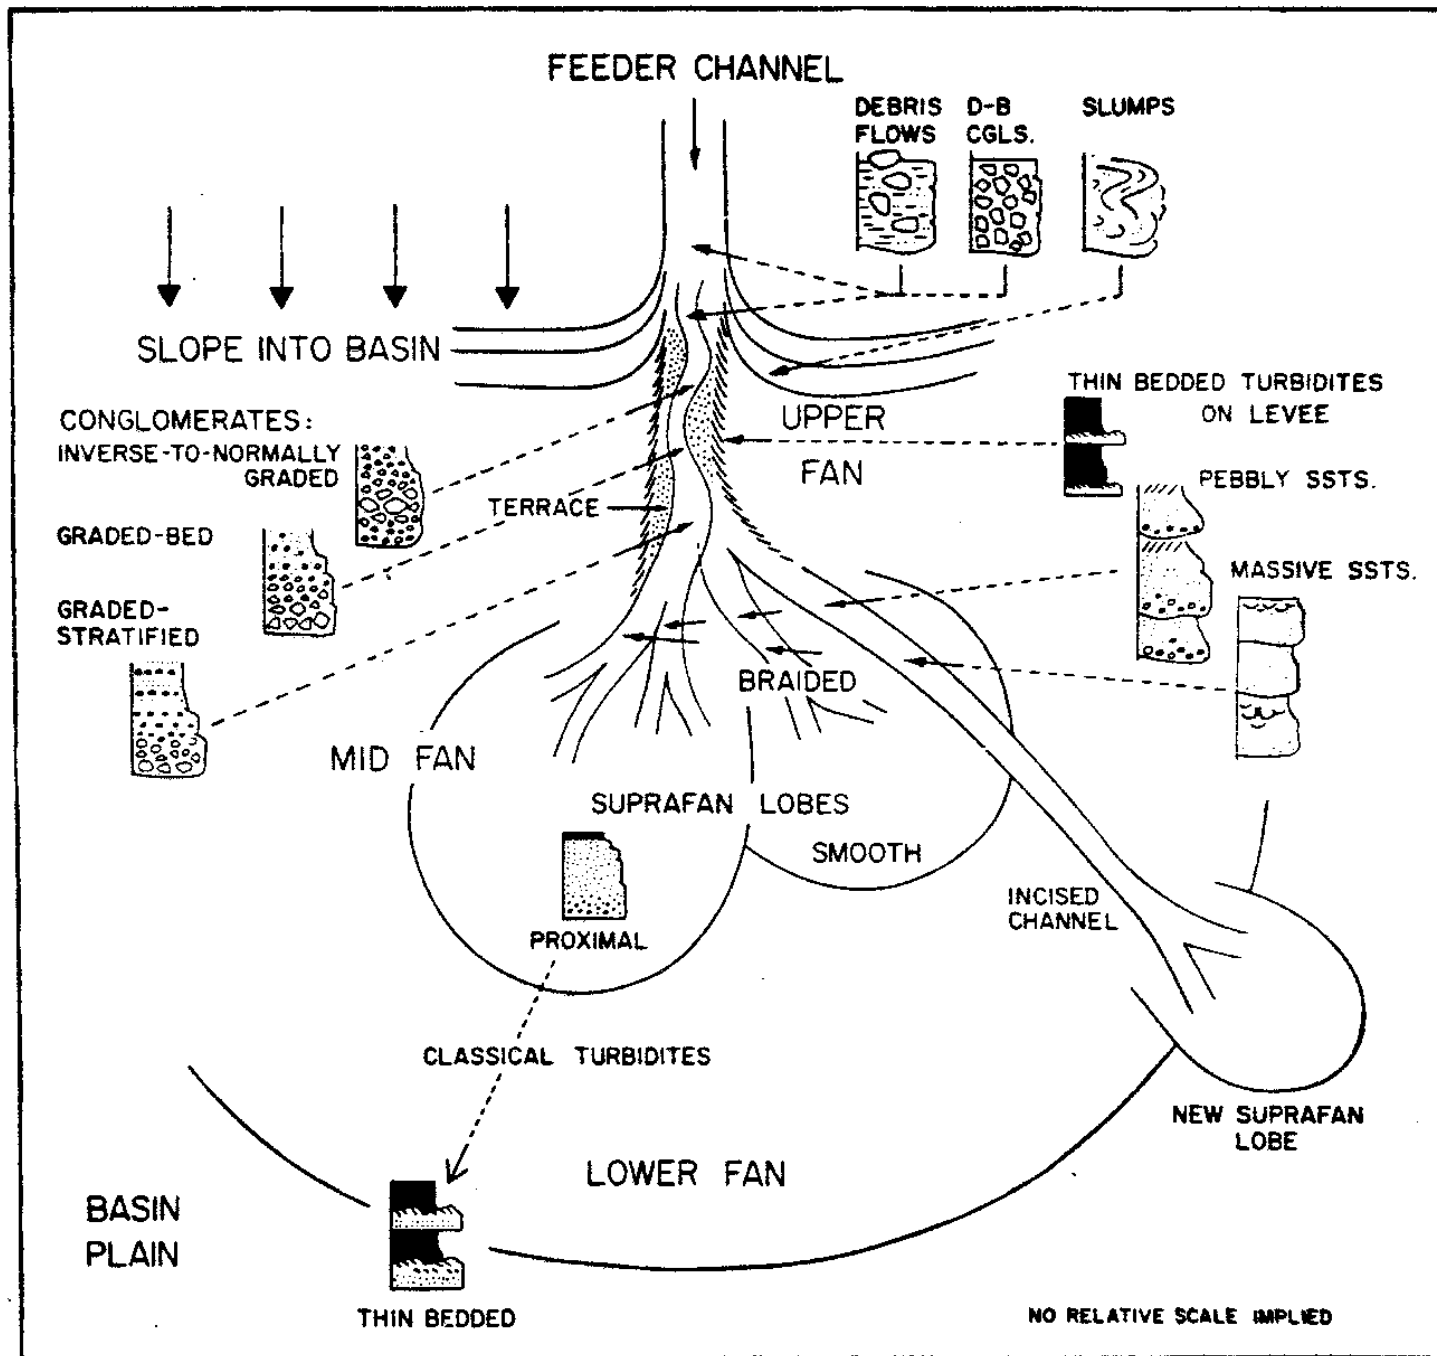 FEEDER CHANNEL
DEBRIS
FLOWS
D-B
CGLS.
SLUMPS
SLOPE INTO BASIN
THIN BEDDED TURBIDITES
ON LEVEE
CONGLOMERATES:
INVERSE-TO-NORMALLY
GRADED
UPPER
FAN
PEBBLY SSTS.
TERRACE
GRADED-BED
MASSIVE SSTS.
GRADED-
STRATIFIED
BRAIDED
MID FAN
SUPRAFAN LOBES
SMOOTH
INCISED
CHANNEL
PROXIMAL
CLASSICAL TURBIDITES
NEW SUPRAFAN
LOBE
LOWER FAN
BASIN
PLAIN
THIN BEDDED
NO RELATIVE SCALE IMPLIED